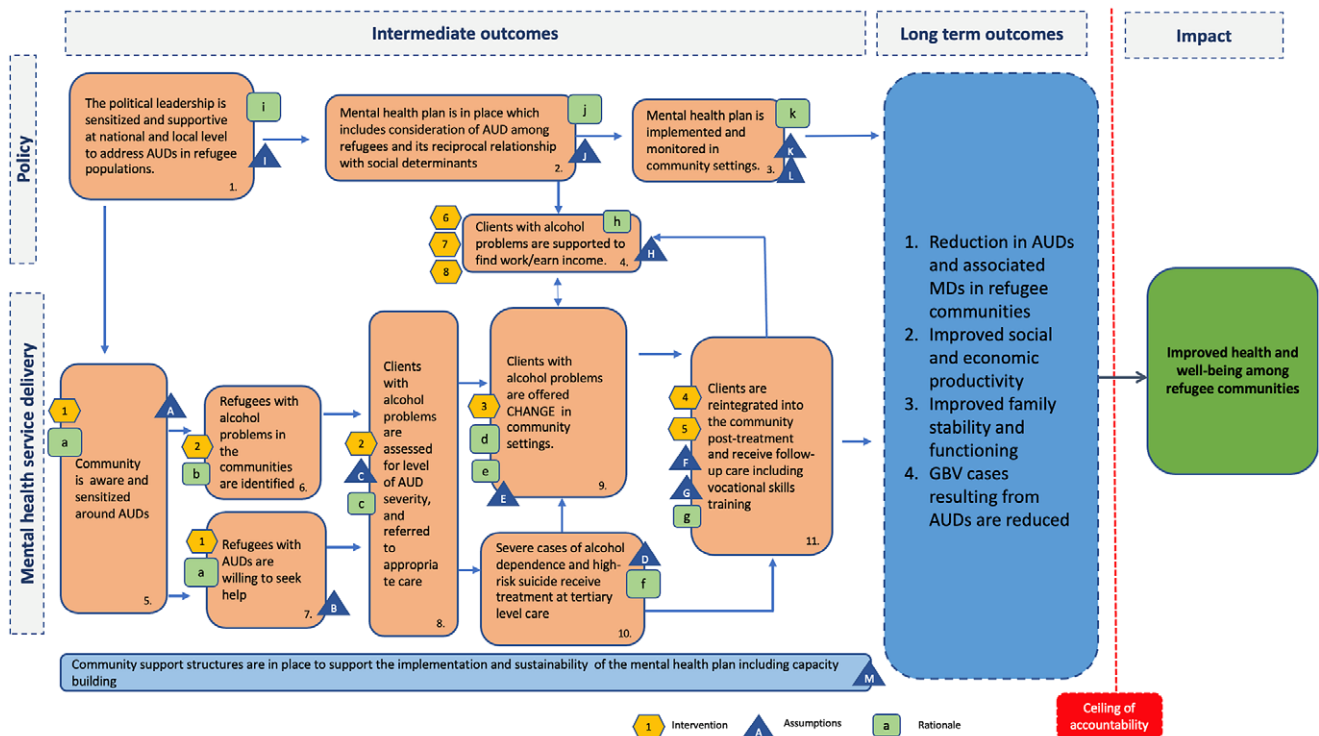 Intermediate outcomes
Long term outcomes
Impact
Policy
The political leadership is
sensitized and supportive
at national and local level
to address AUDs in refugee
populations.
1.
i
I
Mental health plan is in place which
includes consideration of AUD among
refugees and its reciprocal relationship
with social determinants
2.
j
J
Mental health plan is
implemented and
monitored in
community settings.
3.
k
K
L
6
7
8
Clients with alcohol
problems are supported to
find work/earn income.
4.
h
H
Mental health service delivery
1
a
A
Community
is aware and
sensitized
around AUDs
5.
Refugees with
alcohol
problems in
the
communities
are identified
6.
2
b
1
a
Refugees with
AUDs are
willing to seek
help
7.
B
Clients
with
alcohol
problems
are
assessed
for level
of AUD
severity,
and
referred
to
appropria
te care
8.
2
C
c
Clients with
alcohol problems
are offered
CHANGE in
community
settings.
9.
3
d
e
E
Severe cases of alcohol
dependence and high-
risk suicide receive
treatment at tertiary
level care
10.
D
f
4
5
F
G
g
Clients are
reintegrated into
the community
post-treatment
and receive follow-
up care including
vocational skills
training
11.
1. Reduction in AUDs
and associated
MDs in refugee
communities
2. Improved social
and economic
productivity
3. Improved family
stability and
functioning
4. GBV cases
resulting from
AUDs are reduced
Improved health and
well-being among
refugee communities
Community support structures are in place to support the implementation and sustainability of the mental health plan including capacity
building
M
Ceiling of
accountability
1 Intervention
A Assumptions
a Rationale